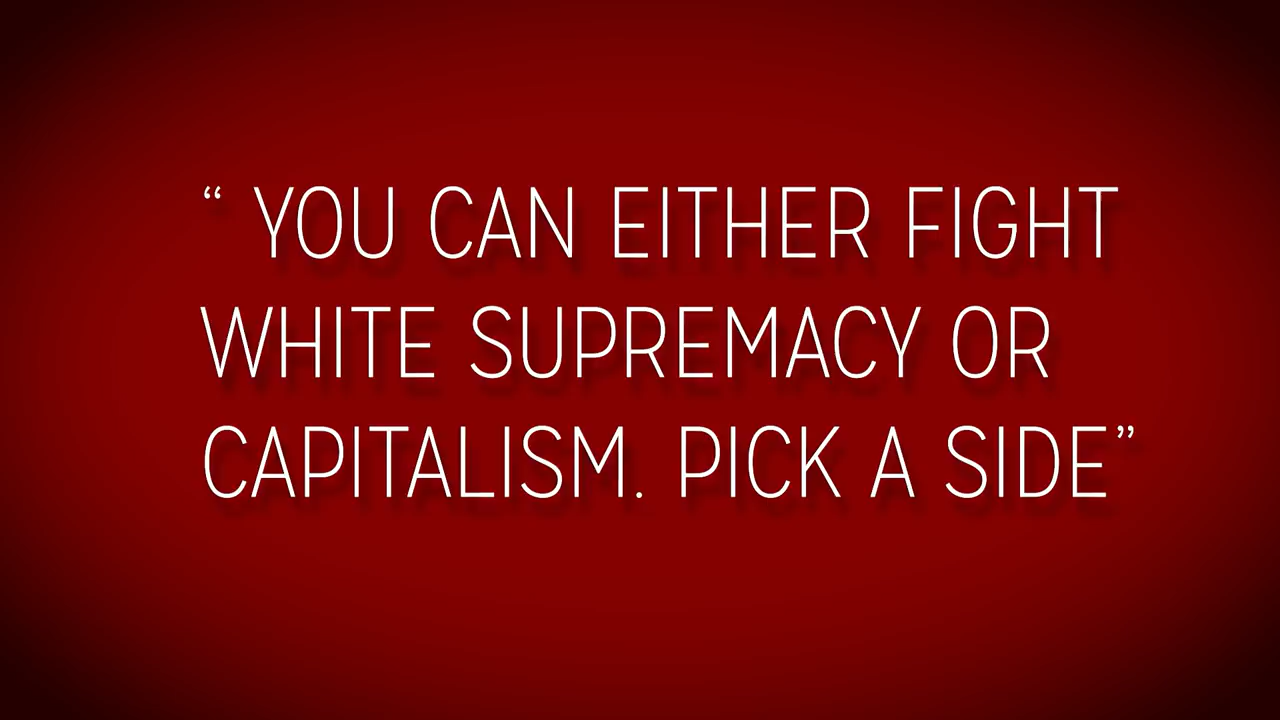 “ YOU CAN EITHER FIGHT
WHITE SUPREMACY OR
CAPITALISM. PICK A SIDE”